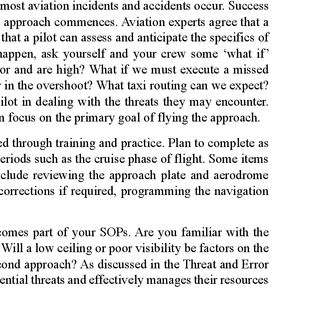 most aviation incidents and accidents occur. Success
approach commences. Aviation experts agree that a
that a pilot can assess and anticipate the specifics of
happen, ask yourself and your crew some ‘what if’
or and are high? What if we must execute a missed
in the overshoot? What taxi routing can we expect?
ilot in dealing with the threats they may encounter.
n focus on the primary goal of flying the approach.
ed through training and practice. Plan to complete as
eriods such as the cruise phase of flight. Some items
clude reviewing the approach plate and aerodrome
corrections if required, programming the navigation
comes part of your SOPs. Are you familiar with the
Will a low ceiling or poor visibility be factors on the
cond approach? As discussed in the Threat and Error
ential threats and effectively manages their resources